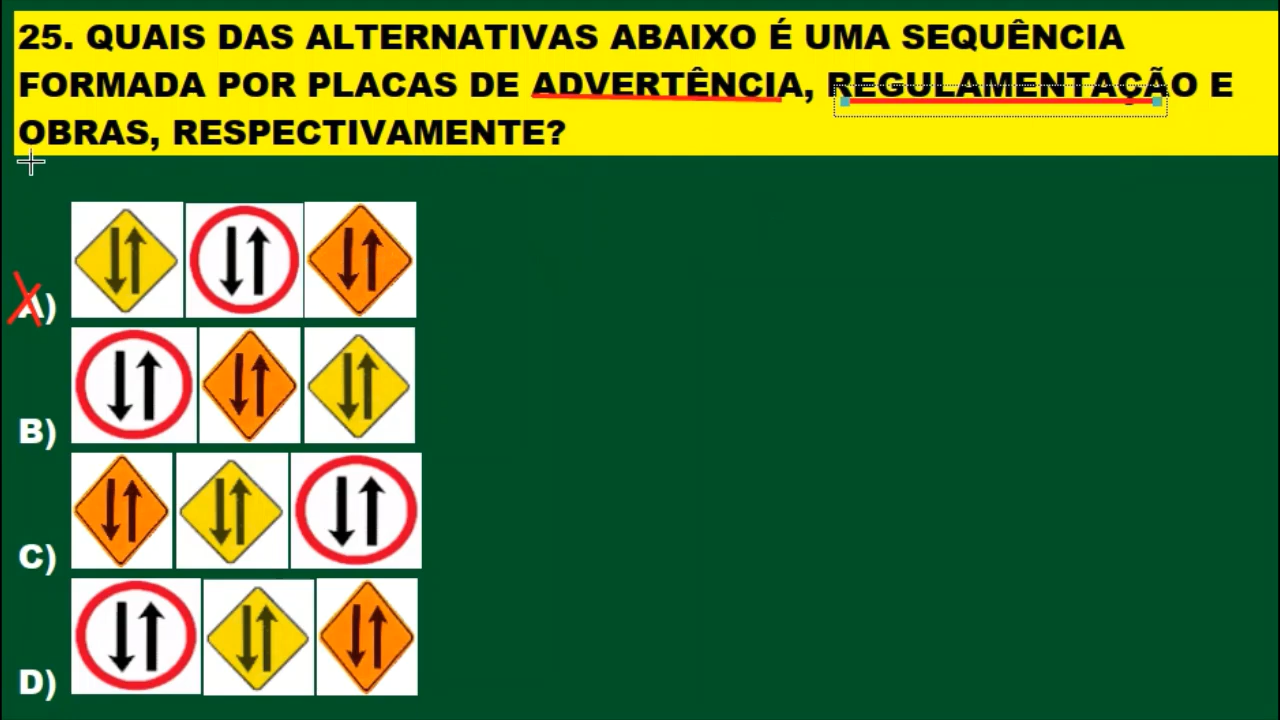 25. QUAIS DAS ALTERNATIVAS ABAIXO É UMA SEQUÊNCIA
FORMADA POR PLACAS DE ADVERTÊNCIA, REGULAMENTAÇÃO E
OBRAS, RESPECTIVAMENTE?
A)
B)
C)
D)